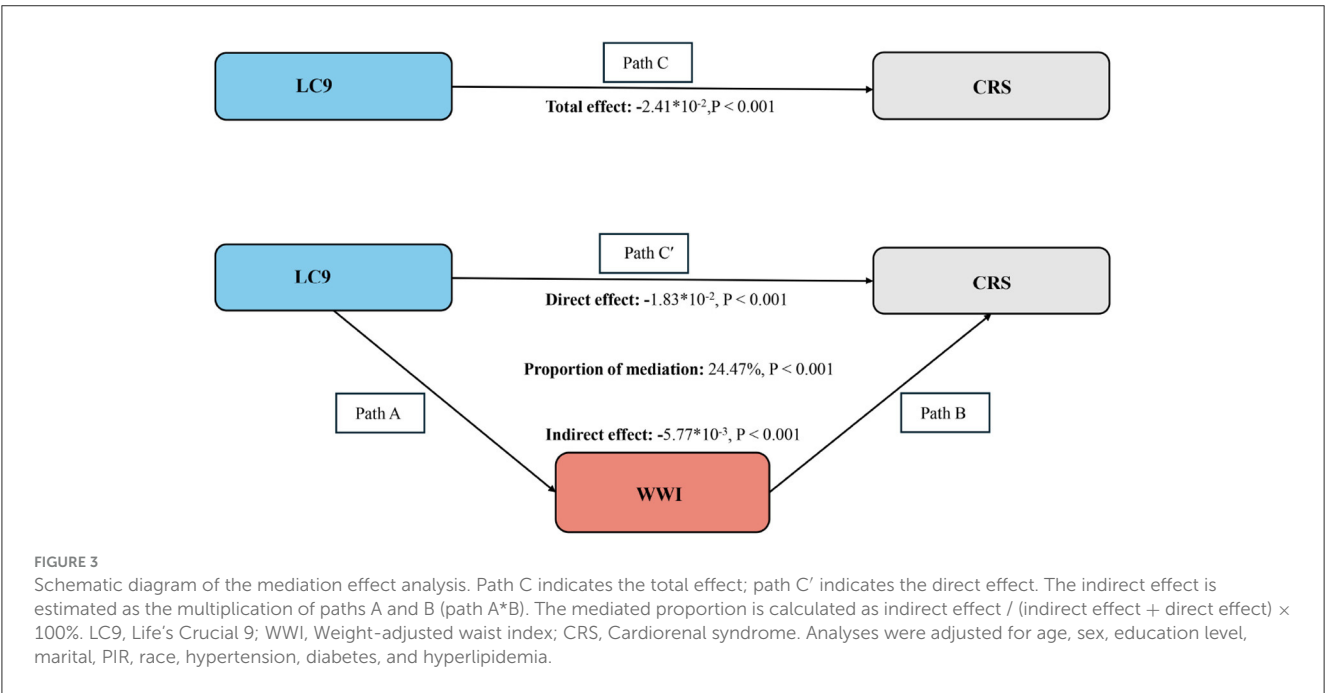 Path C
LC9
CRS
Total effect: -2.41*10-2,P < 0.001
Path C′
LC9
CRS
Direct effect: -1.83*10-2, P < 0.001
Proportion of mediation: 24.47%, P < 0.001
Path A
Path B
Indirect effect: -5.77*10-3, P < 0.001
WWI
FIGURE 3
Schematic diagram of the mediation effect analysis. Path C indicates the total effect; path C′ indicates the direct effect. The indirect effect is
estimated as the multiplication of paths A and B (path A*B). The mediated proportion is calculated as indirect effect / (indirect effect + direct effect) ×
100%. LC9, Life's Crucial 9; WWI, Weight-adjusted waist index; CRS, Cardiorenal syndrome. Analyses were adjusted for age, sex, education level,
marital, PIR, race, hypertension, diabetes, and hyperlipidemia.